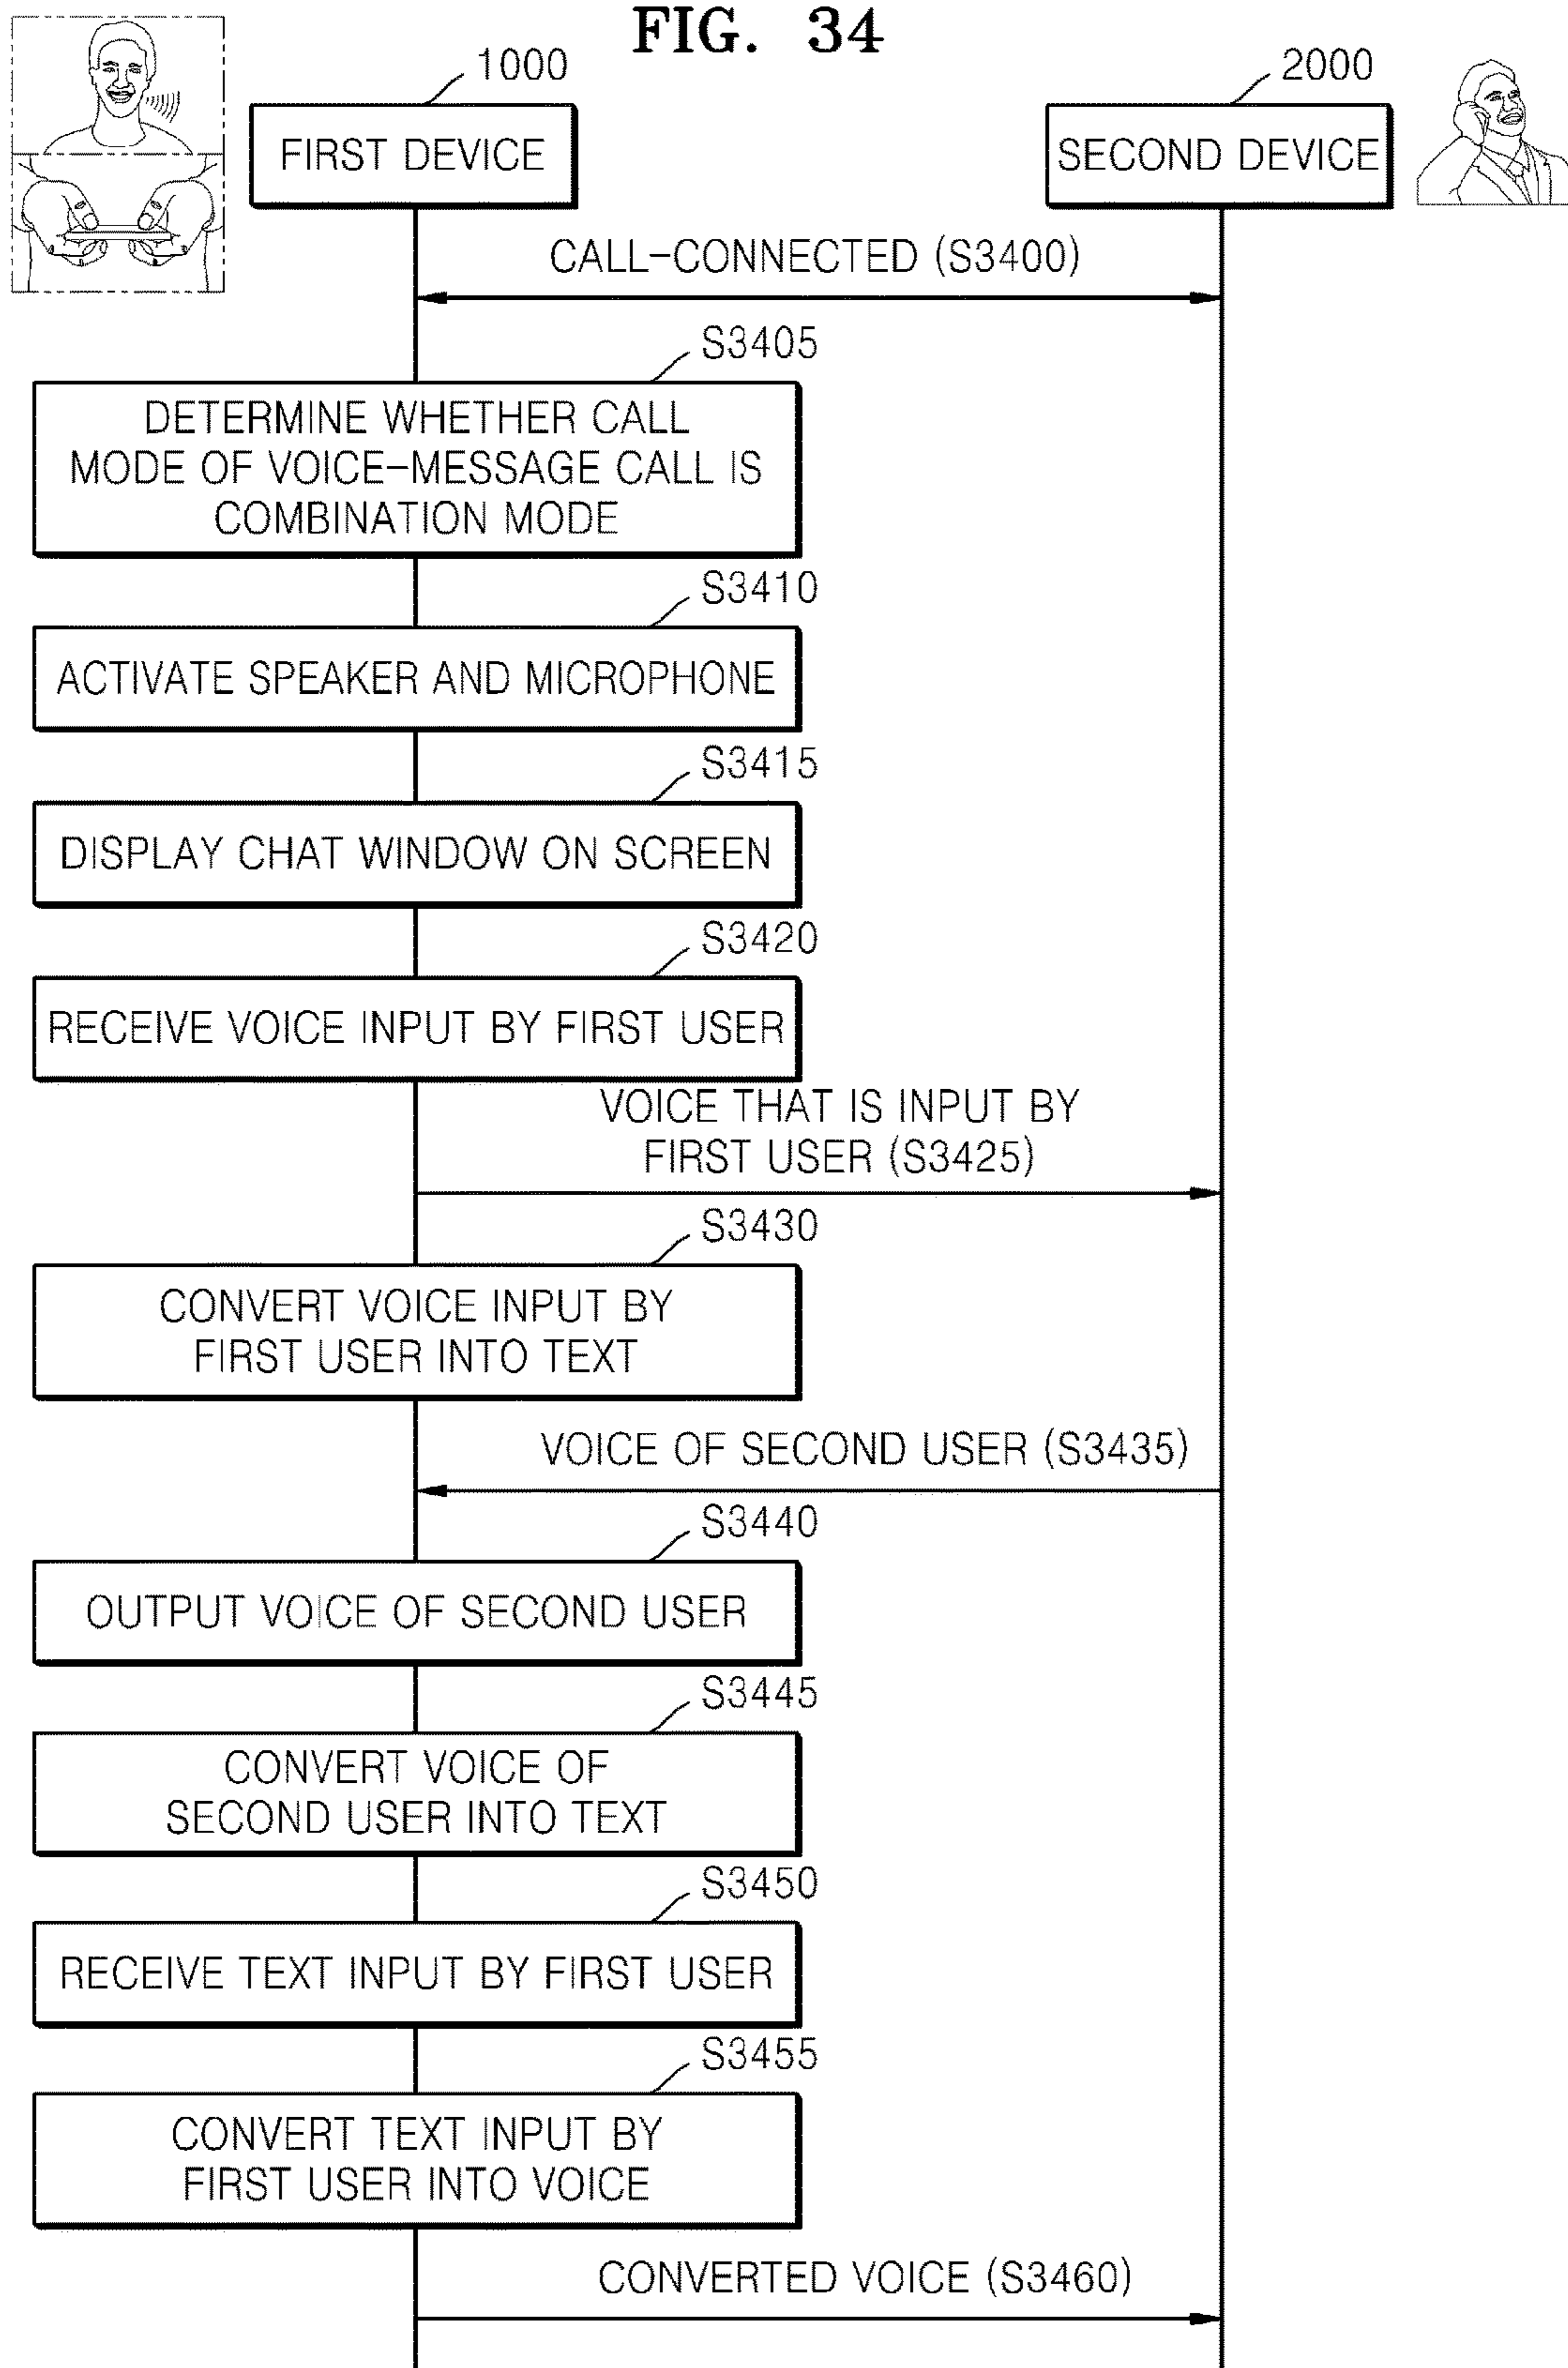 FIG. 34
1000
2000
FIRST DEVICE
SECOND DEVICE
CALL-CONNECTED (S3400)
S3405
DETERMINE WHETHER CALL
MODE OF VOICE-MESSAGE CALL IS
COMBINATION MODE
S3410
ACTIVATE SPEAKER AND MICROPHONE
S3415
DISPLAY CHAT WINDOW ON SCREEN
S3420
RECEIVE VOICE INPUT BY FIRST USER
VOICE THAT IS INPUT BY
FIRST USER (S3425)
S3430
CONVERT VOICE INPUT BY
FIRST USER INTO TEXT
VOICE OF SECOND USER (S3435)
S3440
OUTPUT VOICE OF SECOND USER
S3445
CONVERT VOICE OF
SECOND USER INTO TEXT
S3450
RECEIVE TEXT INPUT BY FIRST USER
S3455
CONVERT TEXT INPUT BY
FIRST USER INTO VOICE
CONVERTED VOICE (S3460)